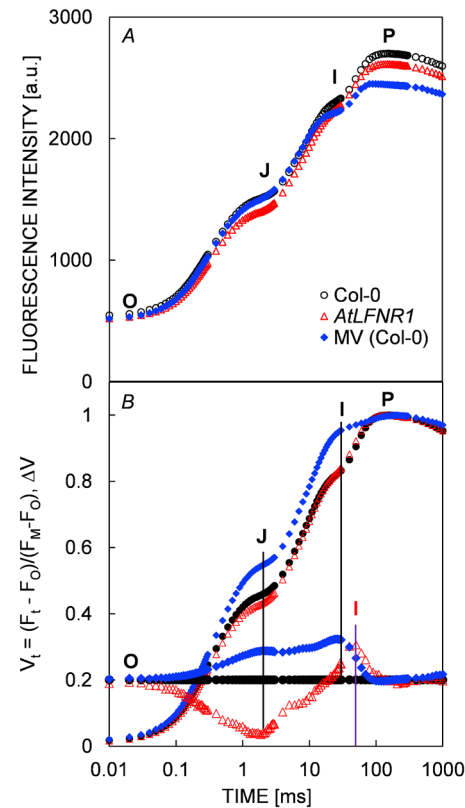 3000
A
P
I
2000
J
FLUORESCENCE INTENSITY [a.u.]
1000
O
Col-0
AtLFNR1
MV (Col-0)
0
B
I
P
1
0.8
J
0.6
Vt = (Ft - FO)/(FM-FO), ΔV
0.4
I
O
0.2
0
0.01
0.1
1
10
100
1000
TIME [ms]